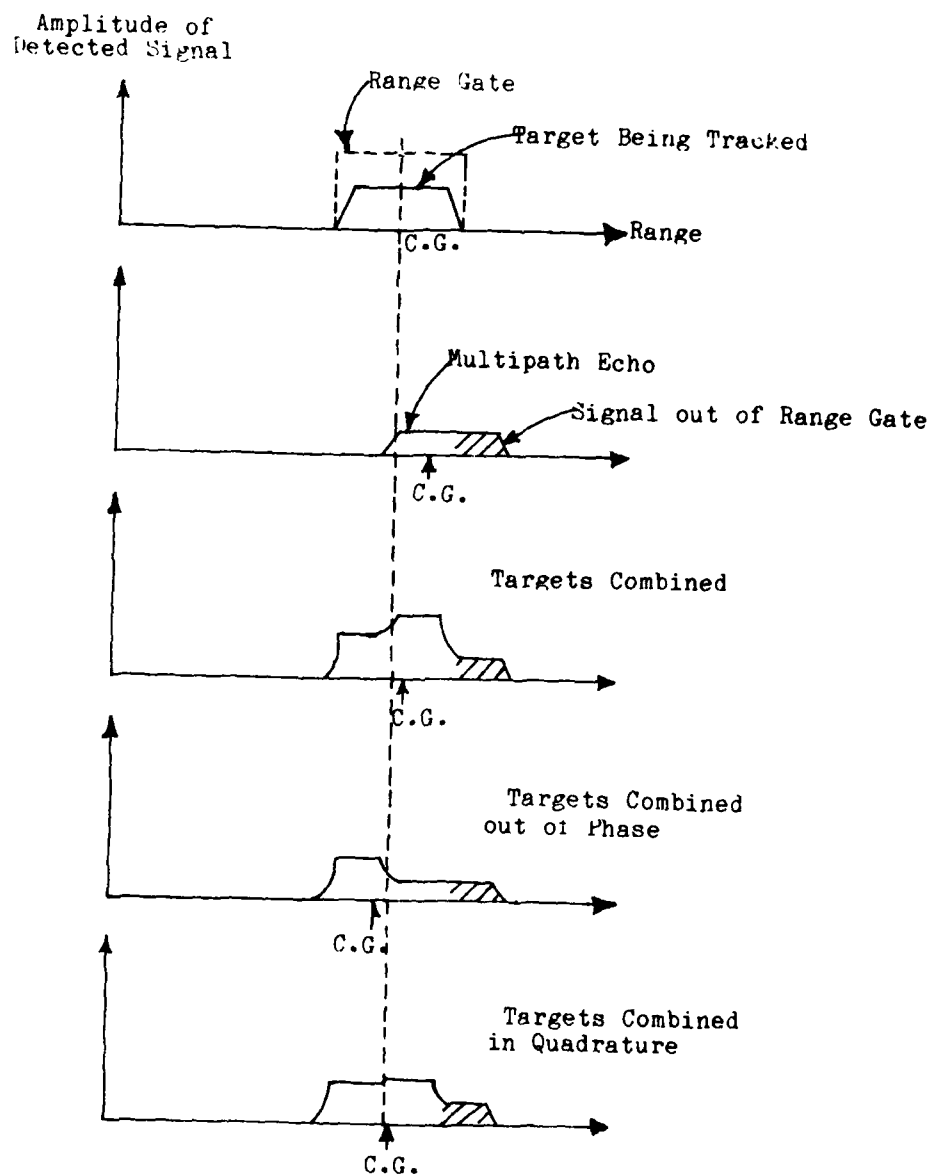 Amplitude of
Detected Signal
Range Gate
Target Being Tracked
C.G.
Range
Multipath Echo
Signal out of Range Gate
C.G.
Targets Combined
C.G.
Targets Combined
out of Phase
C.G.
Targets Combined
in Quadrature
C.G.